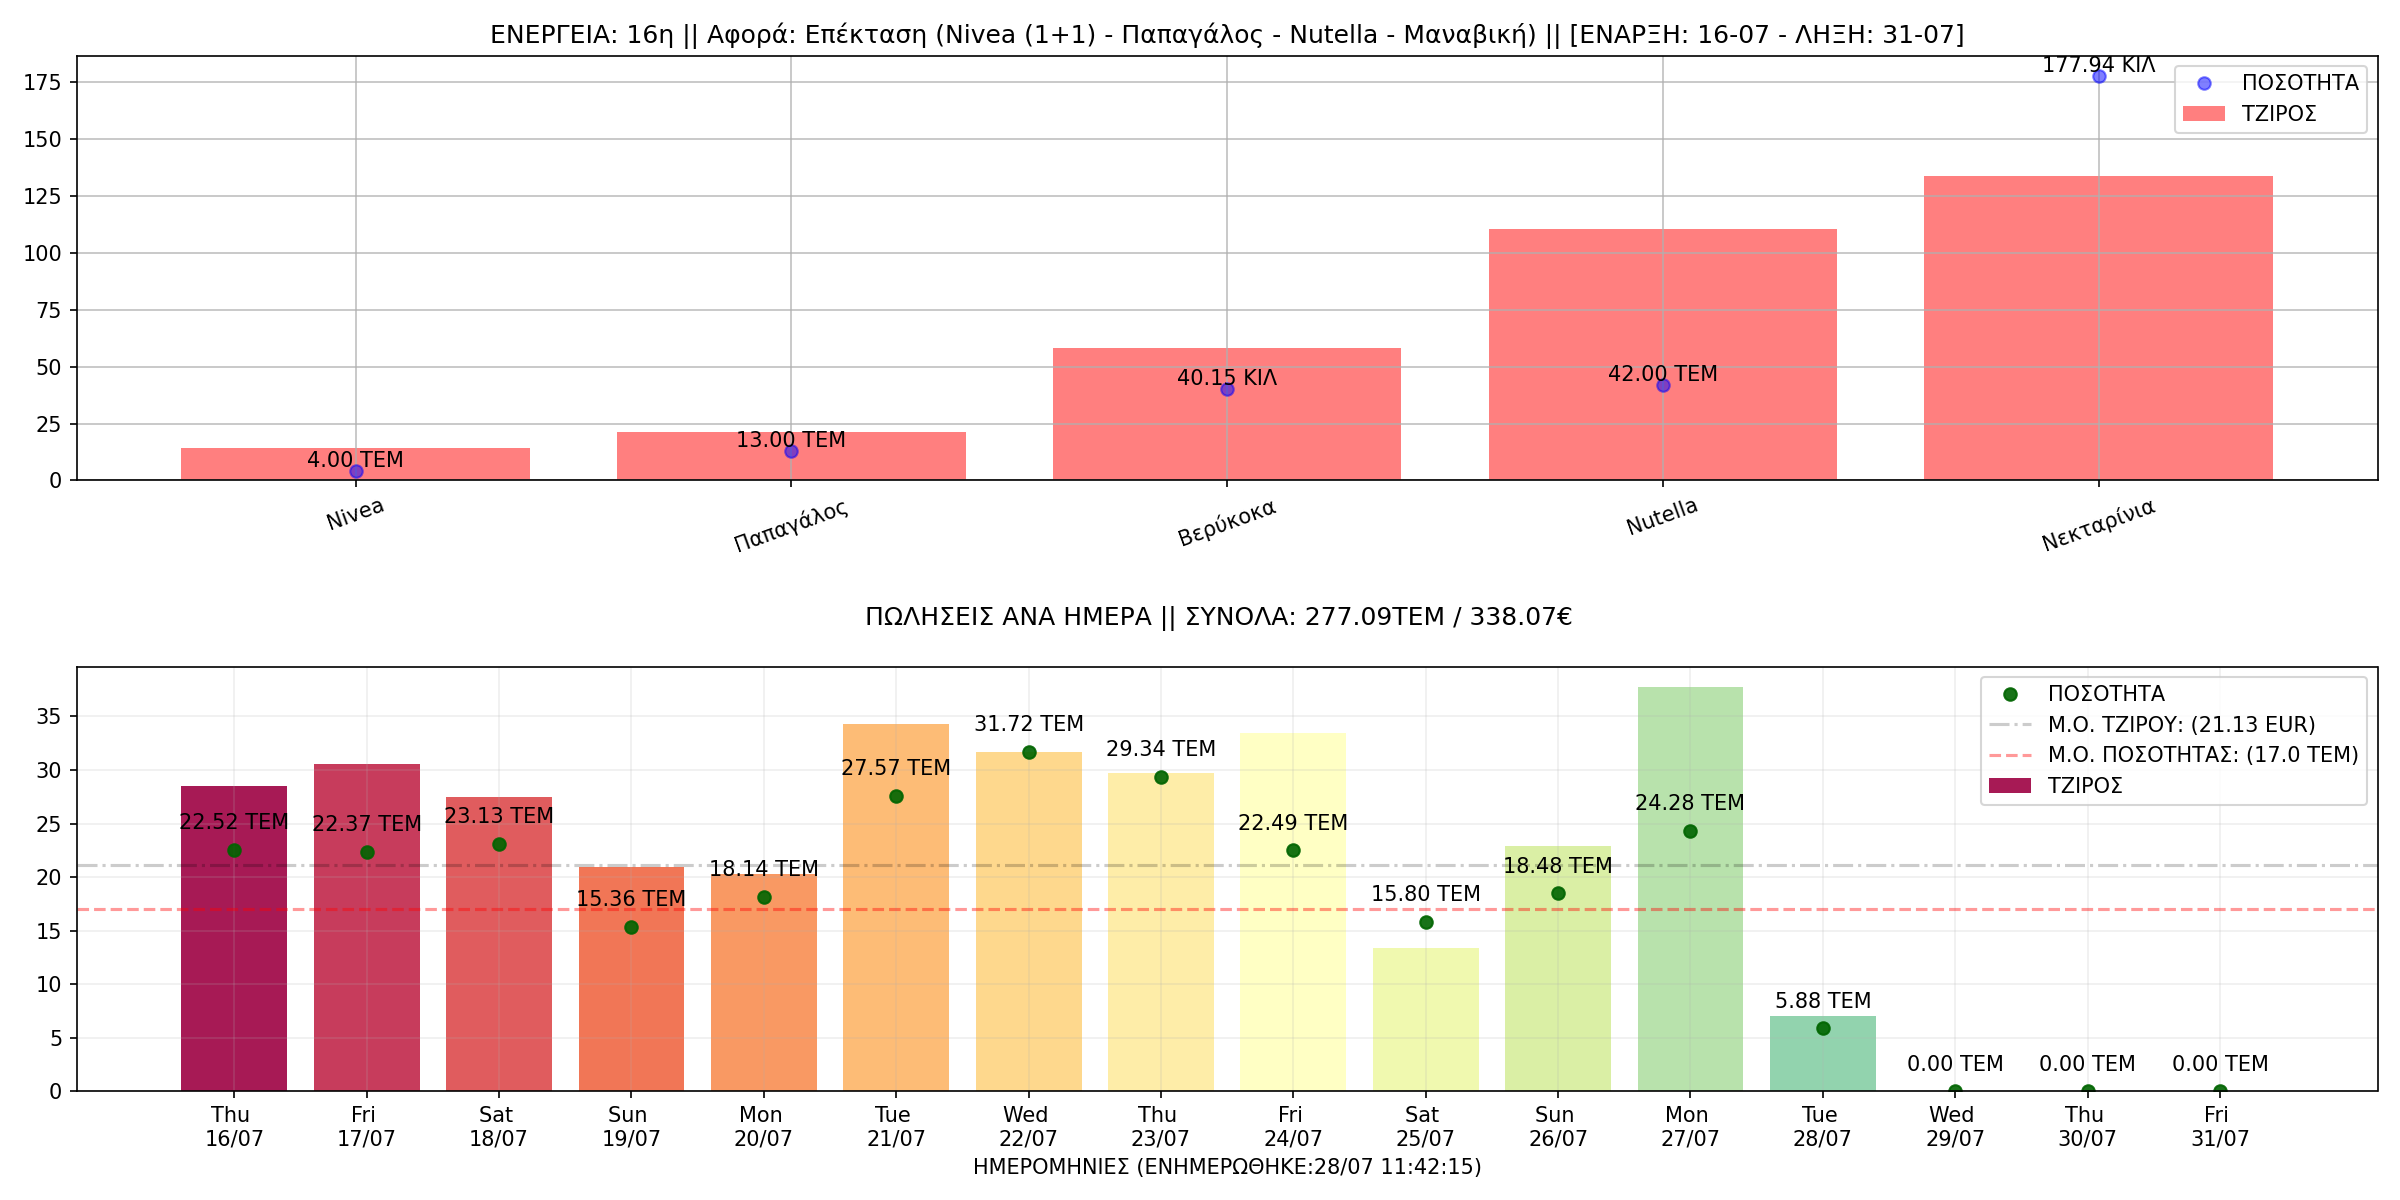 ΕΝΕΡΓΕΙΑ: 16η || Αφορά: Επέκταση (Nivea (1+1) - Παπαγάλος - Nutella - Μαναβική) || [ΕΝΑΡΞΗ: 16-07 - ΛΗΞΗ: 31-07]
175
150
125
100
75
50
25
0
177.94 ΚΙΛ
ΠΟΣΟΤΗΤΑ
ΤΖΙΡΟΣ
4.00 ΤΕΜ
13.00 ΤΕΜ
40.15 ΚΙΛ
42.00 ΤΕΜ
Nivea
Παπαγάλος
Βερύκοκα
Nutella
Νεκταρίνια
ΠΩΛΗΣΕΙΣ ΑΝΑ ΗΜΕΡΑ || ΣΥΝΟΛΑ: 277.09ΤΕΜ / 338.07€
35
30
25
20
15
10
5
0
ΠΟΣΟΤΗΤΑ
Μ.Ο. ΤΖΙΡΟΥ: (21.13 EUR)
Μ.Ο. ΠΟΣΟΤΗΤΑΣ: (17.0 ΤΕΜ)
ΤΖΙΡΟΣ
22.52 ΤΕΜ
22.37 ΤΕΜ
23.13 ΤΕΜ
15.36 ΤΕΜ
18.14 ΤΕΜ
27.57 ΤΕΜ
31.72 ΤΕΜ
29.34 ΤΕΜ
22.49 ΤΕΜ
15.80 ΤΕΜ
18.48 ΤΕΜ
24.28 ΤΕΜ
5.88 ΤΕΜ
0.00 ΤΕΜ
0.00 ΤΕΜ
0.00 ΤΕΜ
Thu
16/07
Fri
17/07
Sat
18/07
Sun
19/07
Mon
20/07
Tue
21/07
Wed
22/07
Thu
23/07
Fri
24/07
Sat
25/07
Sun
26/07
Mon
27/07
Tue
28/07
Wed
29/07
Thu
30/07
Fri
31/07
ΗΜΕΡΟΜΗΝΙΕΣ (ΕΝΗΜΕΡΩΘΗΚΕ:28/07 11:42:15)